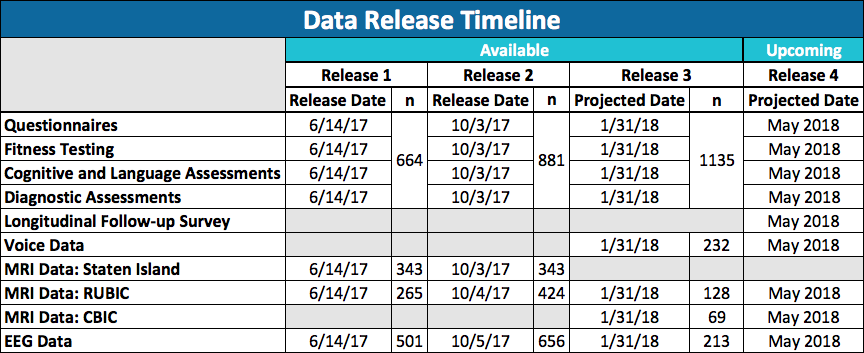 Data Release Timeline
Available Upcoming
Release 1 Release 2 Release 3 Release 4
Release Date n Release Date n Projected Date n Projected Date
Questionnaires 6/14/17 10/3/17 1/31/18 May 2018
Fitness Testing 6/14/17 10/3/17 1/31/18 May 2018
664 881 1135
Cognitive and Language Assessments 6/14/17 10/3/17 1/31/18 May 2018
Diagnostic Assessments 6/14/17 10/3/17 1/31/18 May 2018
Longitudinal Follow-up Survey May 2018
Voice Data 1/31/18 232 May 2018
MRI Data: Staten Island 6/14/17 343 10/3/17 343
MRI Data: RUBIC 6/14/17 265 10/4/17 424 1/31/18 128 May 2018
MRI Data: CBIC 1/31/18 69 May 2018
EEG Data 6/14/17 501 10/5/17 656 1/31/18 213 May 2018